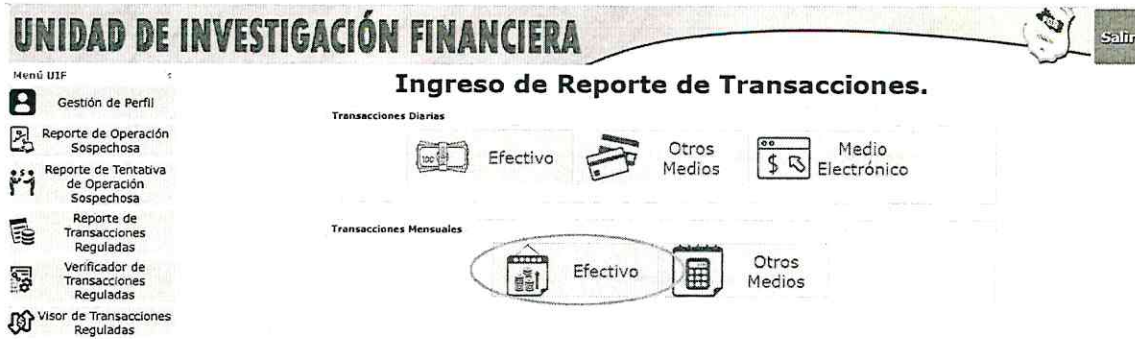 UNIDAD DE INVESTIGACIÓN FINANCIERA
Salir
Menú UIF
Gestión de Perfil
Reporte de Operación
Sospechosa
Reporte de Tentativa
de Operación
Sospechosa
Reporte de
Transacciones
Reguladas
Verificador de
Transacciones
Reguladas
Visor de Transacciones
Reguladas
Ingreso de Reporte de Transacciones.
Transacciones Diarias
100
Efectivo
Otros
Medios
$
Medio
Electrónico
Transacciones Mensuales
Efectivo
Otros
Medios